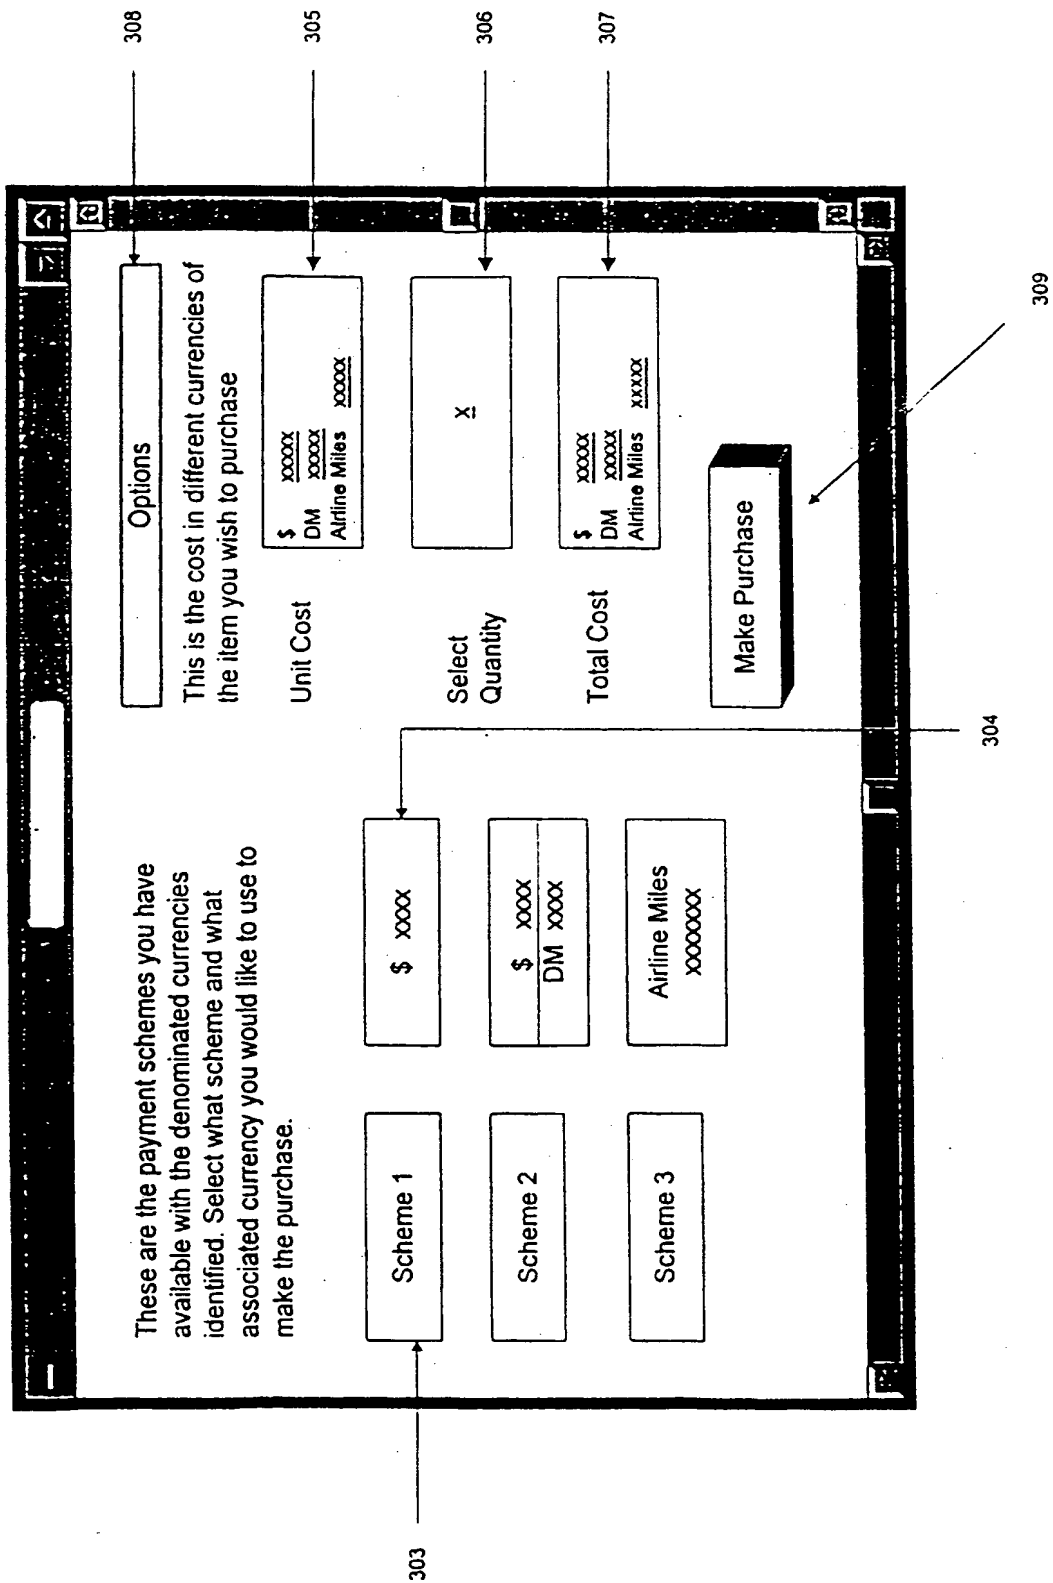 308
305
306
307
Options
This is the cost in different currencies of
the item you wish to purchase
Unit Cost
$ xxxxx
DM xxxxx
Airline Miles xxxxx
Select
Quantity
x
Total Cost
$ xxxxx
DM xxxxx
Airline Miles xxxxx
Make Purchase
309
304
These are the payment schemes you have
available with the denominated currencies
identified. Select what scheme and what
associated currency you would like to use to
make the purchase.
Scheme 1
$ xxxx
Scheme 2
$ xxxx
DM xxxx
Scheme 3
Airline Miles
xxxxxxx
303